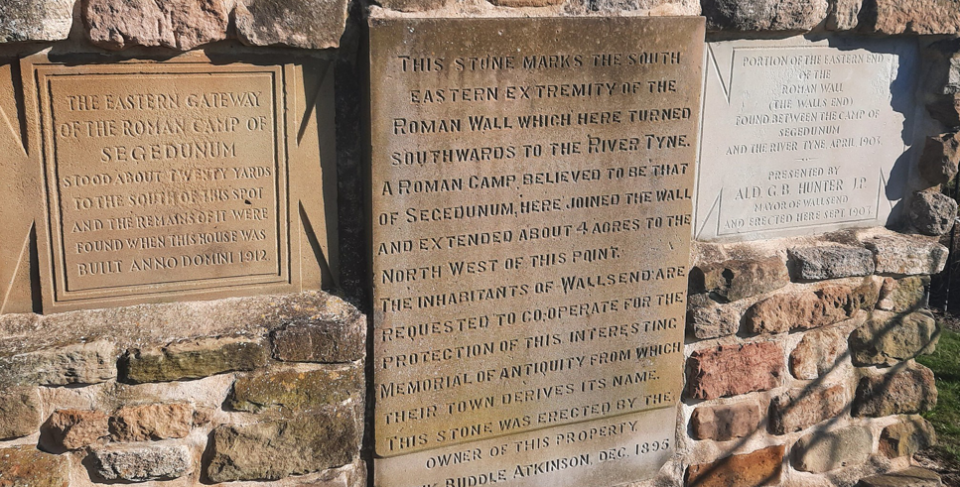 THE EASTERN GATEWAY
OF THE ROMAN CAMP OF
SEGEDUNUM
STOOD ABOUT TWENTY YARDS
TO THE SOUTH OF THIS SPOT
AND THE REMAINS OF IT WERE
FOUND WHEN THIS HOUSE WAS
BUILT ANNO DOMINI 1912.
THIS STONE MARKS THE SOUTH
EASTERN EXTREMITY OF THE
ROMAN WALL WHICH HERE TURNED
SOUTHWARDS TO THE RIVER TYNE.
A ROMAN CAMP BELIEVED TO BE THAT
OF SEGEDUNUM, HERE JOINED THE WALL
AND EXTENDED ABOUT 4 ACRES TO THE
NORTH WEST OF THIS POINT.
THE INHABITANTS OF WALLSEND ARE
REQUESTED TO CO,OPERATE FOR THE
PROTECTION OF THIS INTERESTING
MEMORIAL OF ANTIQUITY FROM WHICH
THEIR TOWN DERIVES ITS NAME.
THIS STONE WAS ERECTED BY THE
OWNER OF THIS PROPERTY.
BUDDLE ATKINSON, DEC. 1895
PORTION OF THE EASTERN END
OF THE
ROMAN WALL
(THE WALLS END)
FOUND BETWEEN THE CAMP OF
SEGEDUNUM
AND THE RIVER TYNE APRIL 1903
PRESENTED BY
ALD G.B. HUNTER J.P.
MAYOR OF WALLSEND
AND ERECTED HERE SEPT.